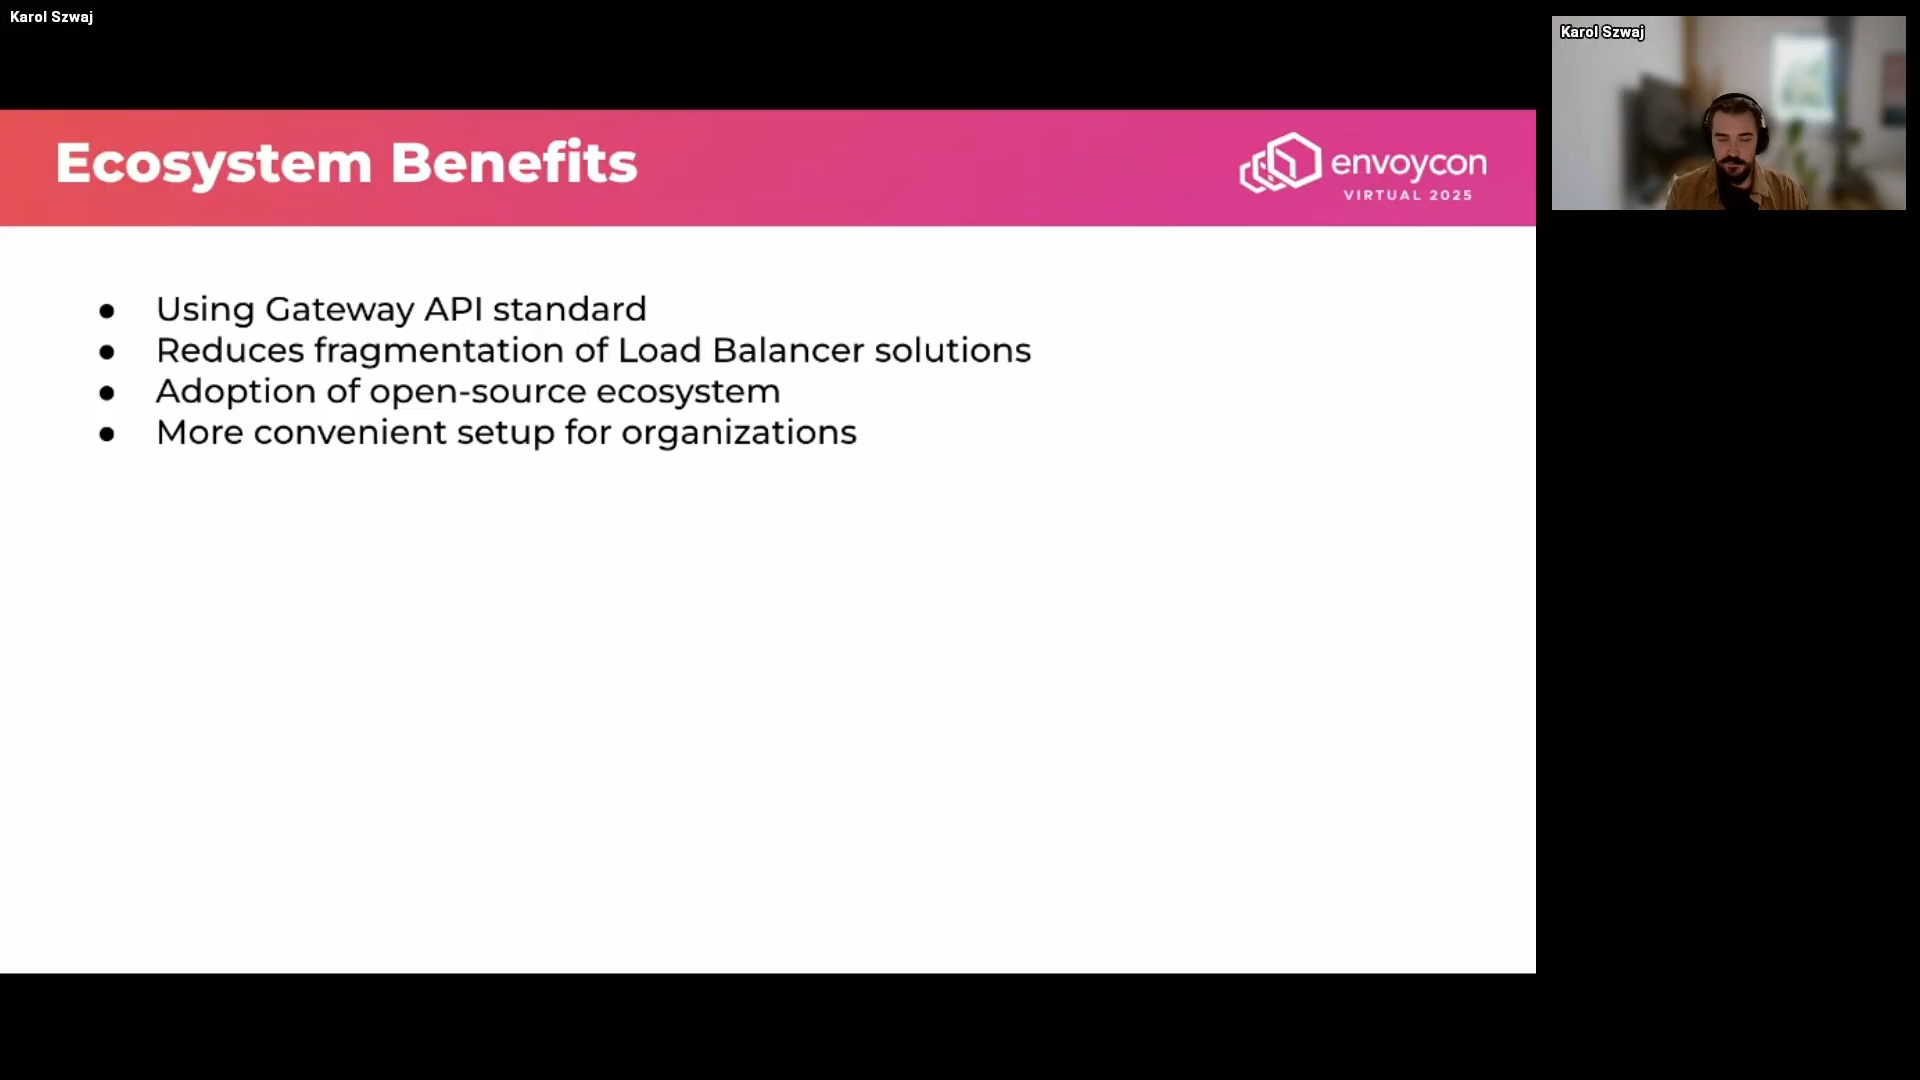 Karol Szwaj
Karol Szwaj
Ecosystem Benefits
envoycon
VIRTUAL 2025
● Using Gateway API standard
● Reduces fragmentation of Load Balancer solutions
● Adoption of open-source ecosystem
● More convenient setup for organizations